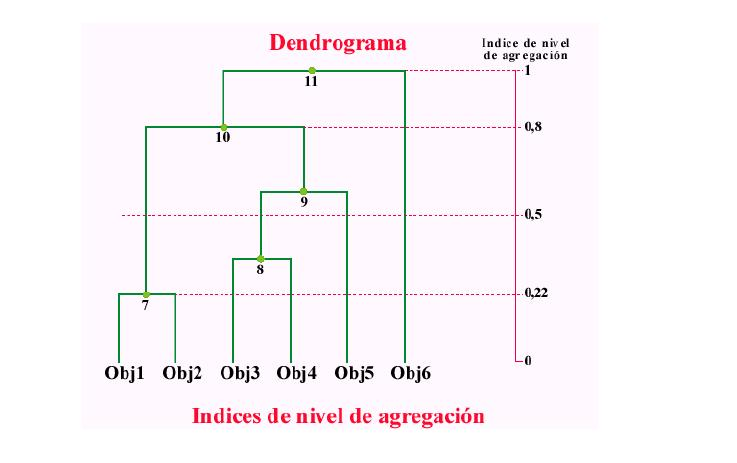 Dendrograma
Indice de nivel
de agregación
1
11
0,8
10
9
0,5
8
0,22
7
0
Obj1 Obj2 Obj3 Obj4 Obj5 Obj6
Indices de nivel de agregación